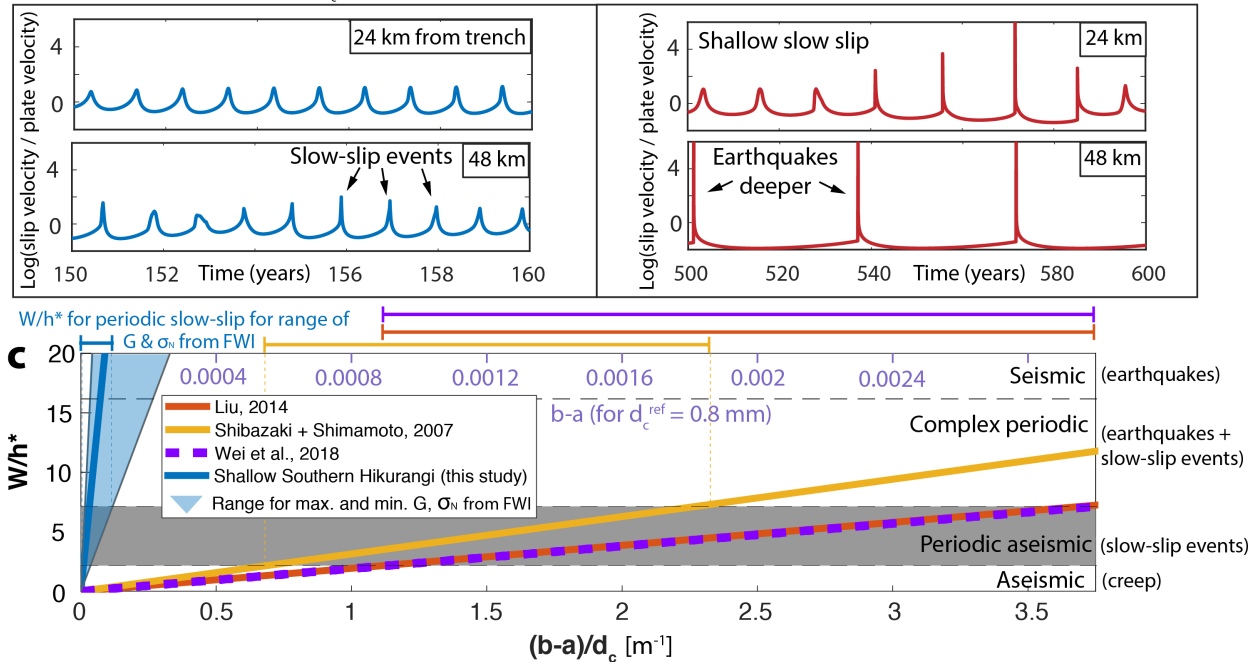 Log(slip velocity / plate velocity)
4
0
24 km from trench
4
0
Slow-slip events
48 km
150
152
Time (years)
156
158
160
Log(slip velocity / plate velocity)
4
0
Shallow slow slip
24 km
4
0
Earthquakes
deeper
48 km
500
520
540
Time (years)
580
600
W/h* for periodic slow-slip for range of
G & σN from FWI
c
20
15
10
5
0
W/h*
0.0004
0.0008
0.0012
0.0016
0.002
0.0024
b-a (for dc ref = 0.8 mm)
Liu, 2014
Shibazaki + Shimamoto, 2007
Wei et al., 2018
Shallow Southern Hikurangi (this study)
Range for max. and min. G, σN from FWI
Seismic (earthquakes)
Complex periodic (earthquakes +
slow-slip events)
Periodic aseismic (slow-slip events)
Aseismic (creep)
0
0.5
1
1.5
2
2.5
3
3.5
(b-a)/dc [m⁻¹]